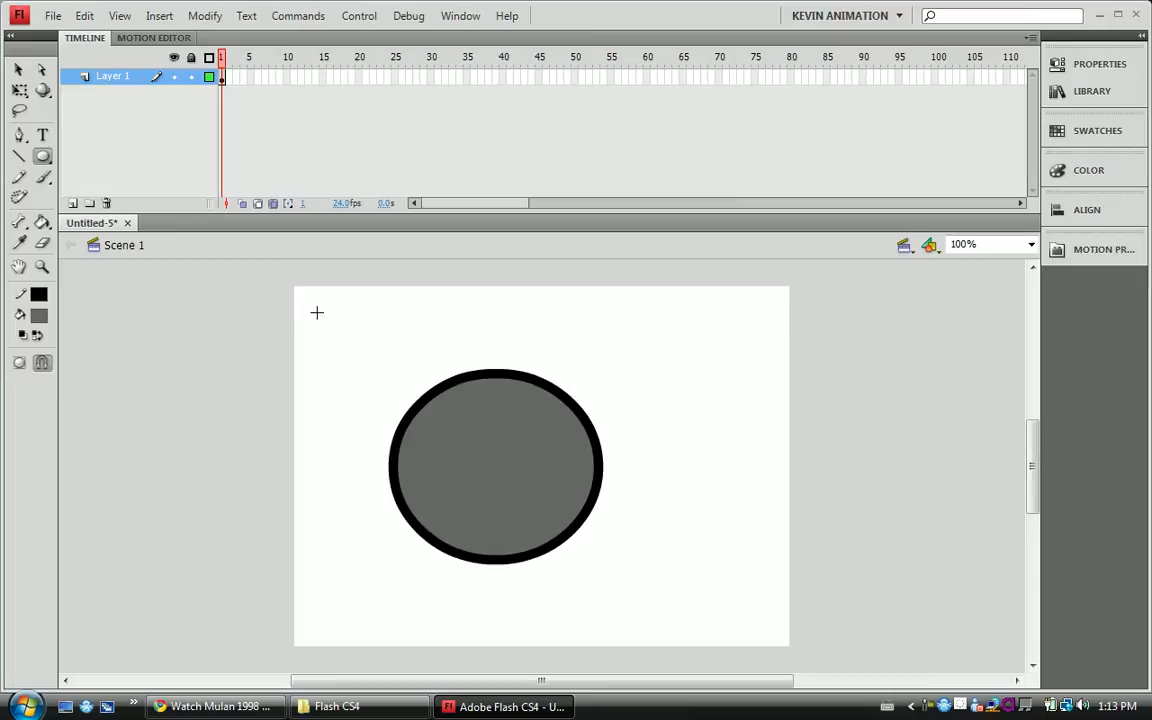 Fl File Edit View Insert Modify Text Commands Control Debug Window Help KEVIN ANIMATION
TIMELINE MOTION EDITOR
1 5 10 15 20 25 30 35 40 45 50 55 60 65 70 75 80 85 90 95 100 105 110
Layer 1
1 24.0fps 0.0s
PROPERTIES
LIBRARY
SWATCHES
COLOR
ALIGN
MOTION PR...
T
Untitled-5*
Scene 1 100%
Watch Mulan 1998 ... Flash CS4 Fl Adobe Flash CS4 - U... 1:13 PM